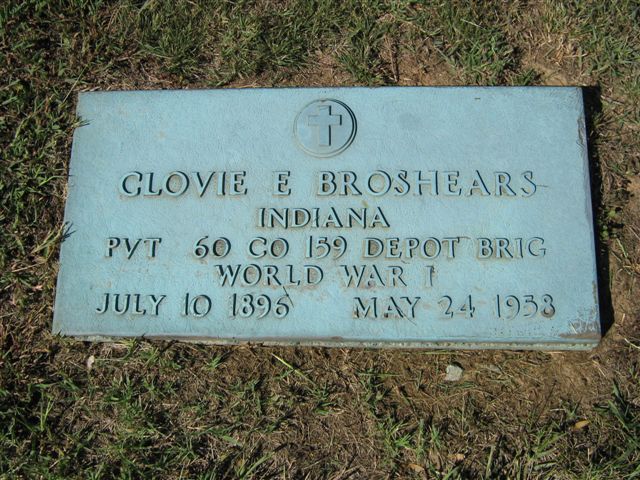 GLOVIE E BROSHEARS
INDIANA
PVT 60 CO 159 DEPOT BRIG
WORLD WAR I
JULY 10 1896 MAY 24 1958